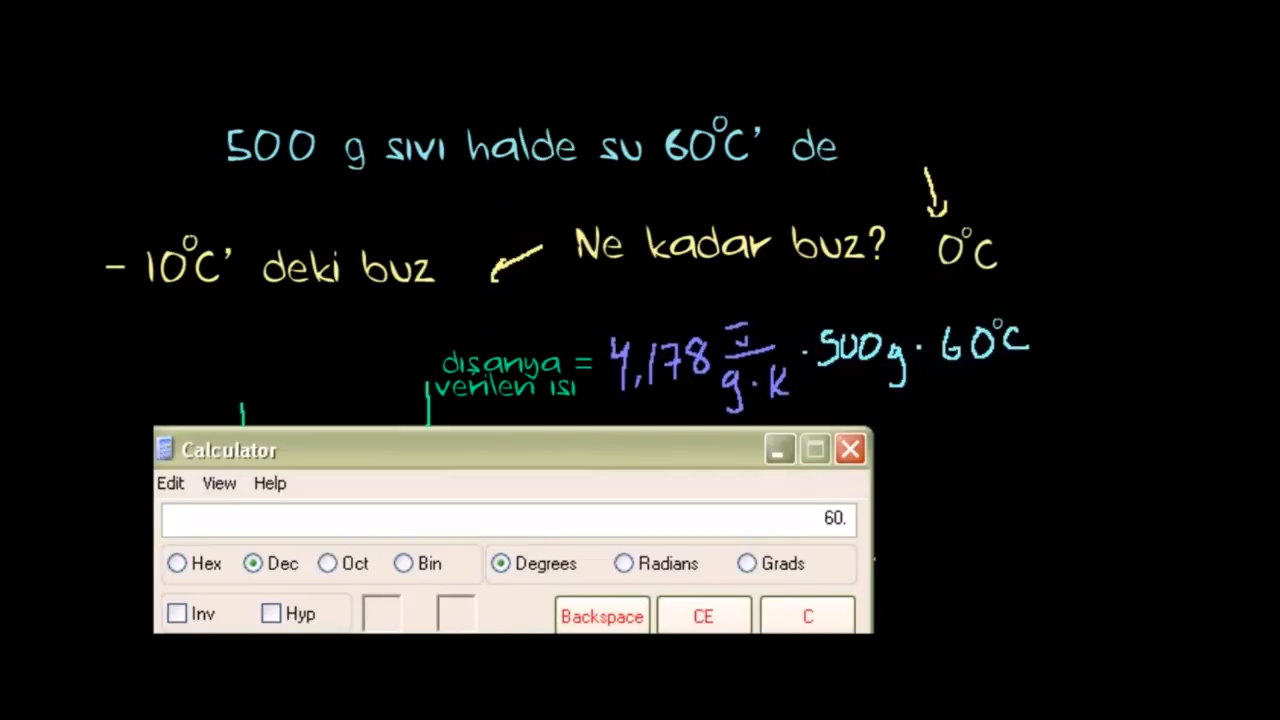 500 g sıvı halde su 60°C' de
Ne kadar buz? 0°C
- 10°C' deki buz
dışarıya = 4,178 J/g·K · 500g · 60°C
verilen ısı
Calculator
Edit View Help
60.
Hex Dec Oct Bin Degrees Radians Grads
Inv Hyp Backspace CE C